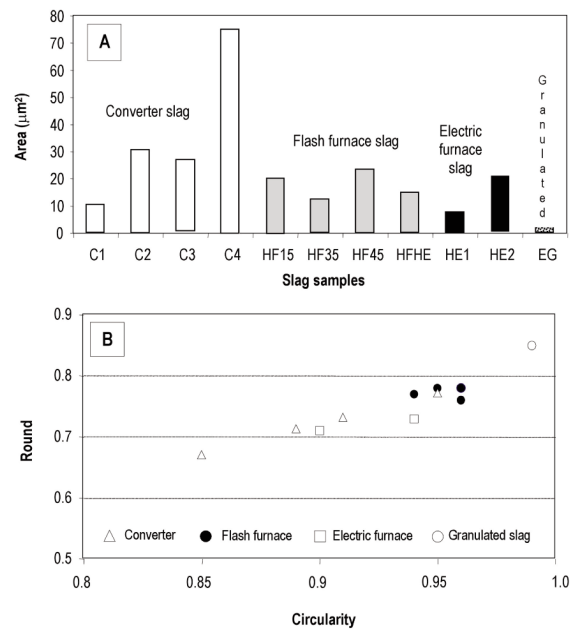 A
Area (μm²)
80
70
60
50
40
30
20
10
0
Converter slag
Flash furnace slag
Electric
furnace
slag
Granulated
C1 C2 C3 C4 HF15 HF35 HF45 HFHE HE1 HE2 EG
Slag samples
B
Round
0.9
0.8
0.7
0.6
0.5
Converter Flash furnace Electric furnace Granulated slag
0.8 0.85 0.9 0.95 1.0
Circularity